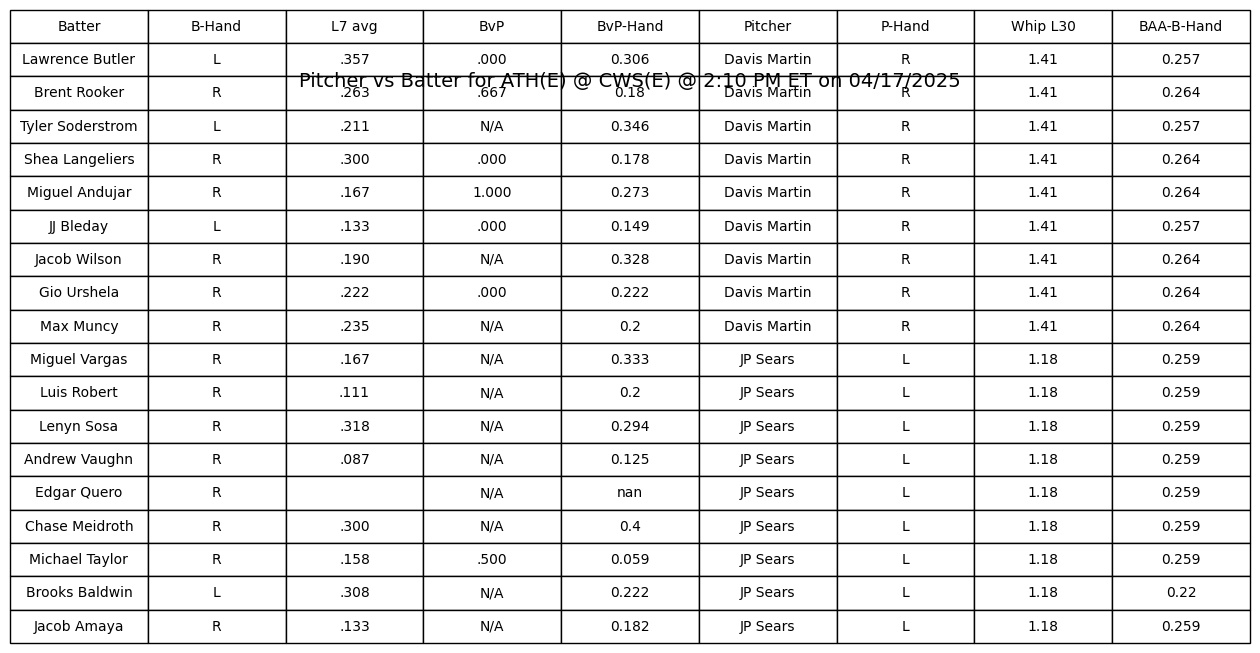 Batter B-Hand L7 avg BvP BvP-Hand Pitcher P-Hand Whip L30 BAA-B-Hand
Lawrence Butler L .357 .000 0.306 Davis Martin R 1.41 0.257
Pitcher vs Batter for ATH(E) @ CWS(E) @ 2:10 PM ET on 04/17/2025
Brent Rooker R .263 .667 0.18 Davis Martin R 1.41 0.264
Tyler Soderstrom L .211 N/A 0.346 Davis Martin R 1.41 0.257
Shea Langeliers R .300 .000 0.178 Davis Martin R 1.41 0.264
Miguel Andujar R .167 1.000 0.273 Davis Martin R 1.41 0.264
JJ Bleday L .133 .000 0.149 Davis Martin R 1.41 0.257
Jacob Wilson R .190 N/A 0.328 Davis Martin R 1.41 0.264
Gio Urshela R .222 .000 0.222 Davis Martin R 1.41 0.264
Max Muncy R .235 N/A 0.2 Davis Martin R 1.41 0.264
Miguel Vargas R .167 N/A 0.333 JP Sears L 1.18 0.259
Luis Robert R .111 N/A 0.2 JP Sears L 1.18 0.259
Lenyn Sosa R .318 N/A 0.294 JP Sears L 1.18 0.259
Andrew Vaughn R .087 N/A 0.125 JP Sears L 1.18 0.259
Edgar Quero R N/A nan JP Sears L 1.18 0.259
Chase Meidroth R .300 N/A 0.4 JP Sears L 1.18 0.259
Michael Taylor R .158 .500 0.059 JP Sears L 1.18 0.259
Brooks Baldwin L .308 N/A 0.222 JP Sears L 1.18 0.22
Jacob Amaya R .133 N/A 0.182 JP Sears L 1.18 0.259